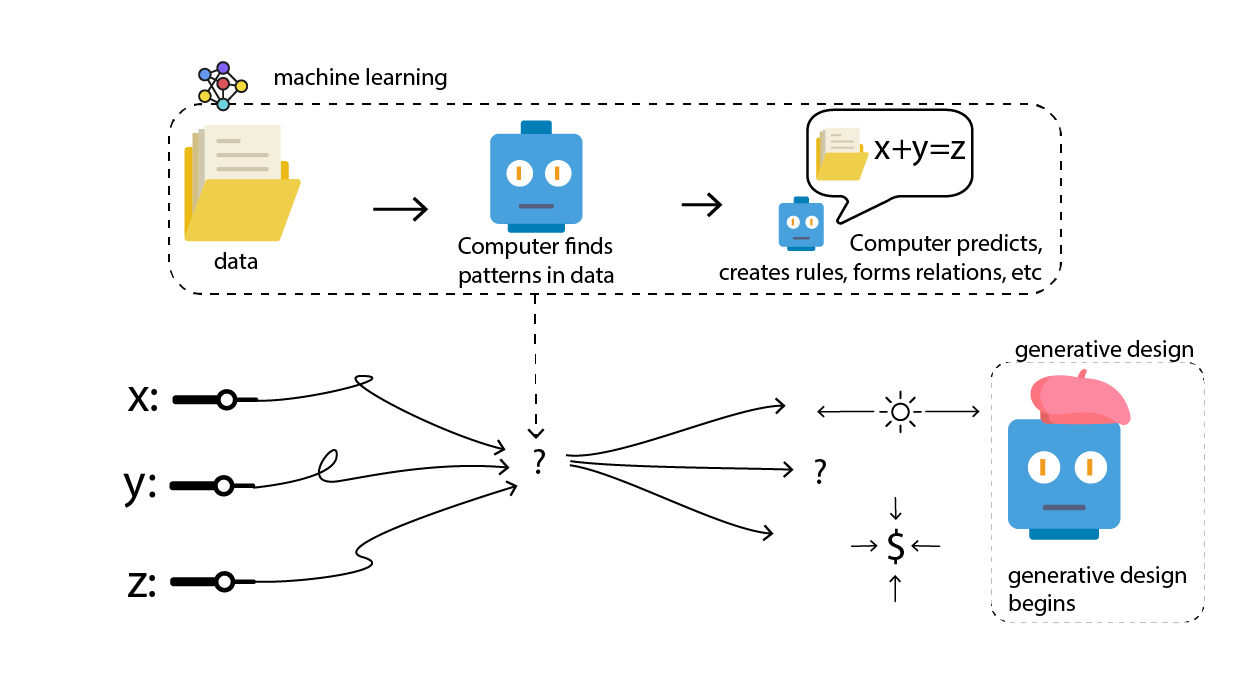 machine learning
x+y=z
data
Computer finds
patterns in data
Computer predicts,
creates rules, forms relations, etc
generative design
x:
y:
?
?
$
z:
generative design
begins